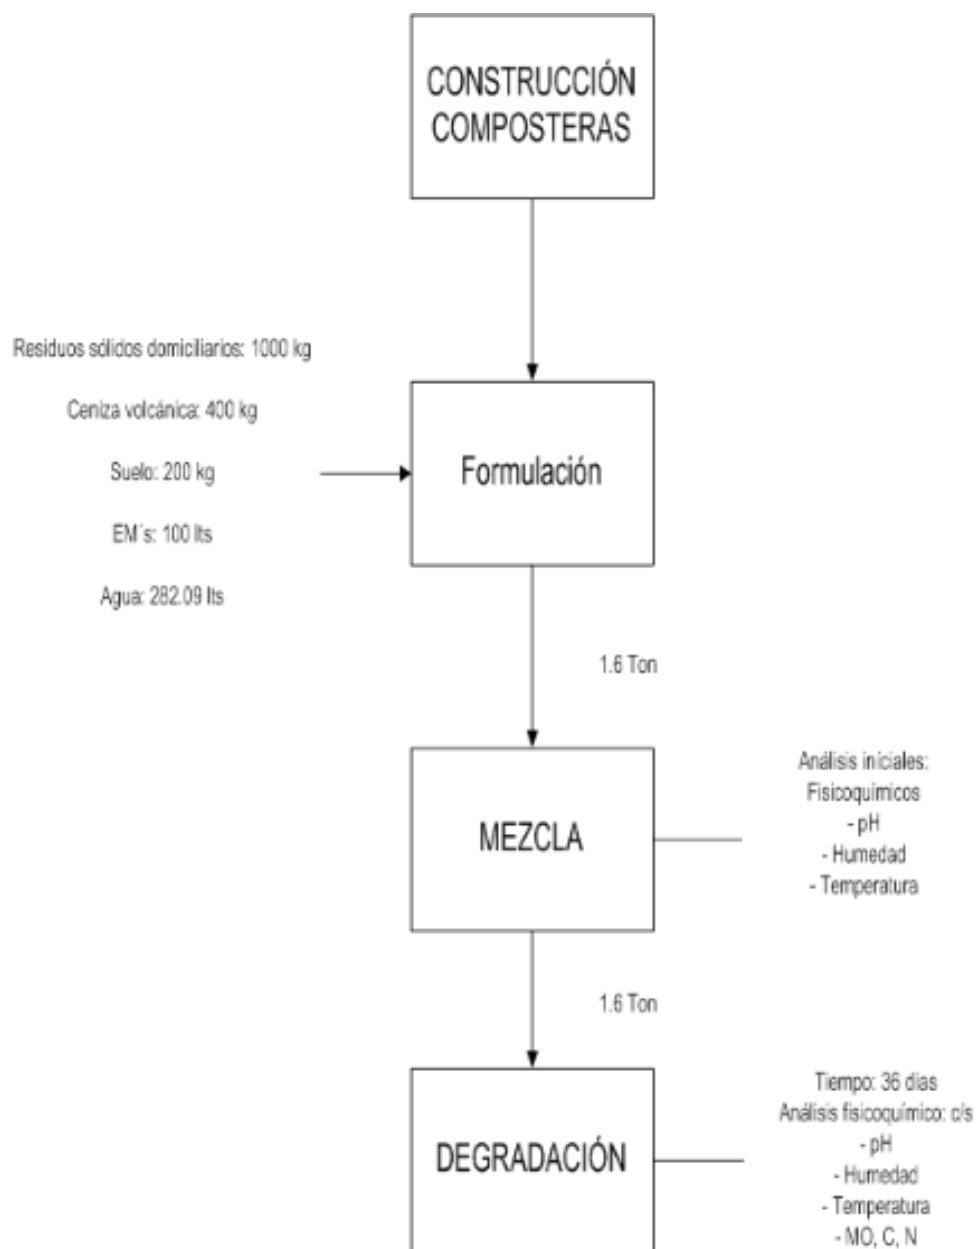 CONSTRUCCIÓN
COMPOSTERAS
Residuos sólidos domiciliarios: 1000 kg
Ceniza volcánica: 400 kg
Suelo: 200 kg
EM´s: 100 lts
Agua: 282.09 lts
Formulación
1.6 Ton
MEZCLA
Análisis iniciales:
Fisicoquímicos
- pH
- Humedad
- Temperatura
1.6 Ton
DEGRADACIÓN
Tiempo: 36 días
Análisis fisicoquímico: c/s
- pH
- Humedad
- Temperatura
- MO, C, N